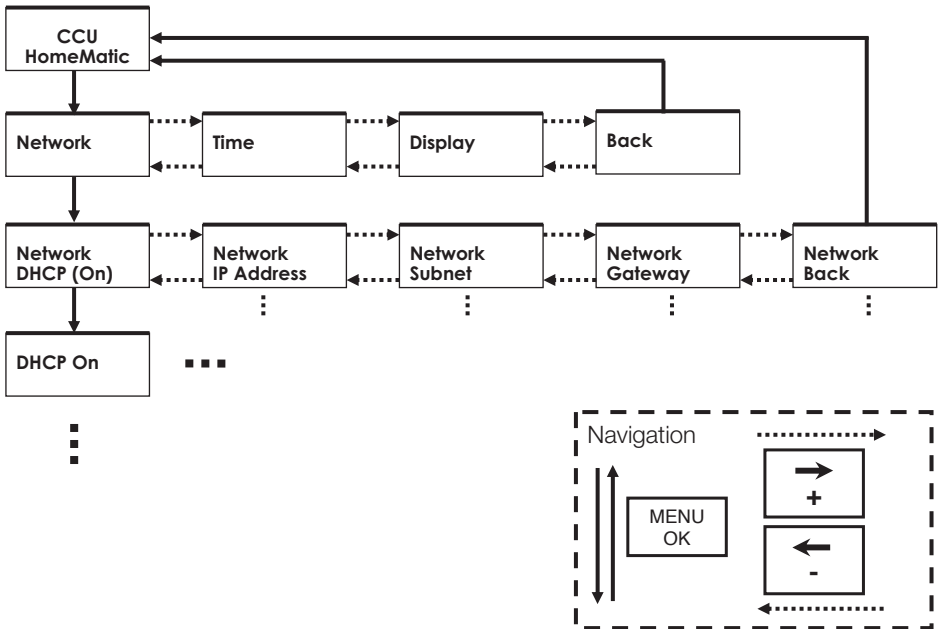 CCU
HomeMatic
Network
Time
Display
Back
Network
DHCP (On)
Network
IP Address
Network
Subnet
Network
Gateway
Network
Back
DHCP On
Navigation
MENU
OK
+
-